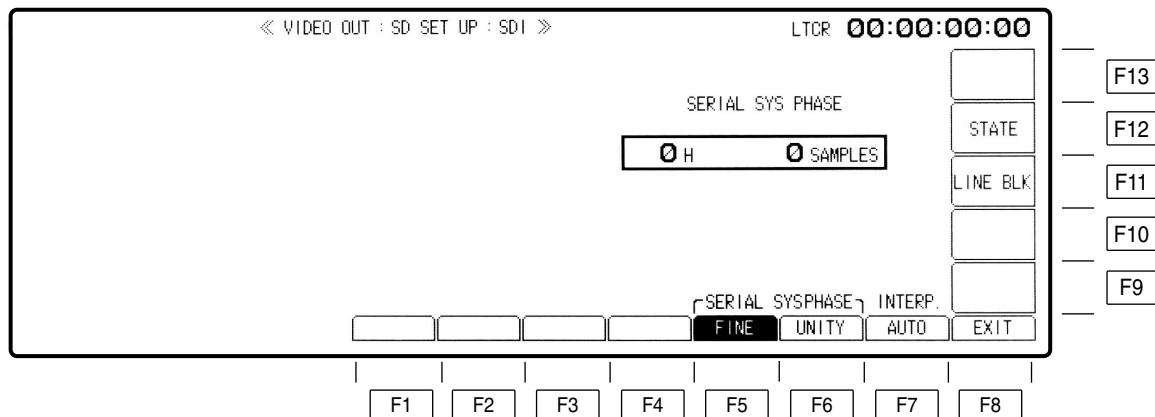 ≪ VIDEO OUT : SD SET UP : SDI ≫ LTCR 00:00:00:00
F13
SERIAL SYS PHASE
STATE F12
0 H 0 SAMPLES
LINE BLK F11
F10
F9
SERIAL SYSPHASE INTERP.
FINE UNITY AUTO EXIT
F1 F2 F3 F4 F5 F6 F7 F8